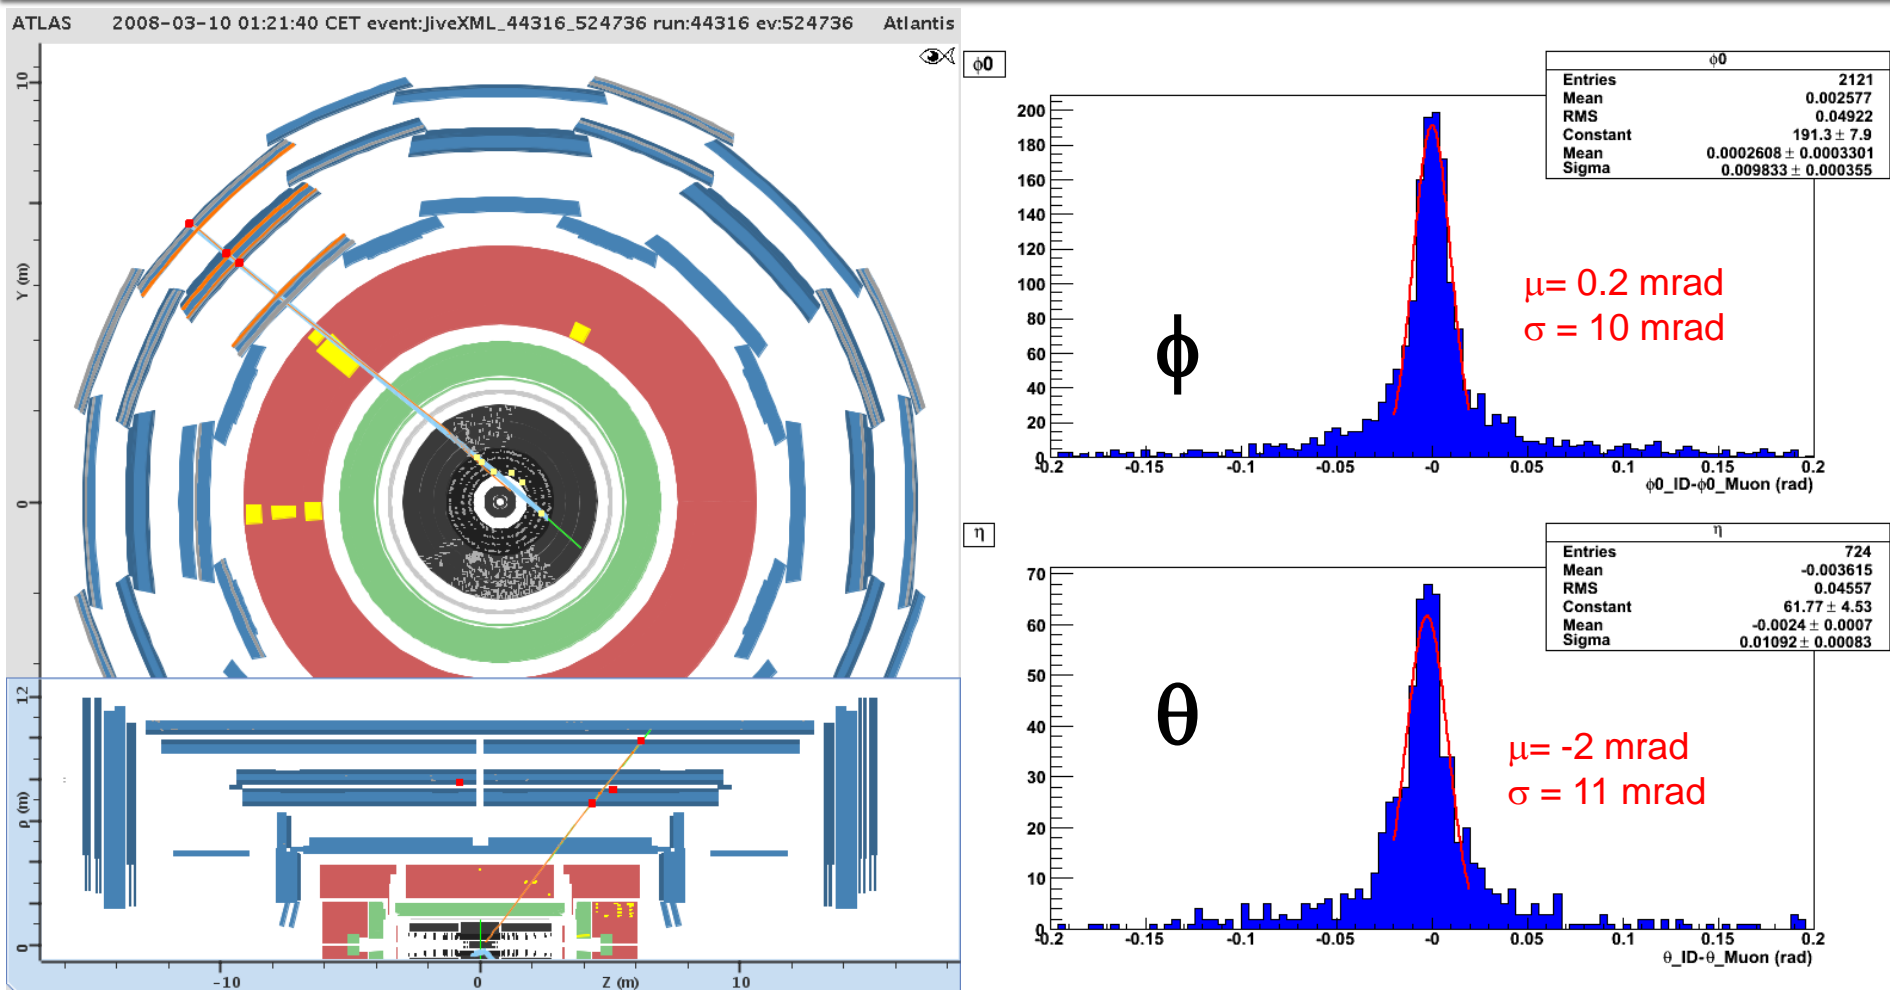 ATLAS 2008-03-10 01:21:40 CET event:JiveXML_44316_524736 run:44316 ev:524736 Atlantis
10
Y (m)
0
12
ρ (m)
0
-10 0 Z (m) 10
ϕ0
ϕ0
Entries 2121
Mean 0.002577
RMS 0.04922
Constant 191.3 ± 7.9
Mean 0.0002608 ± 0.0003301
Sigma 0.009833 ± 0.000355
200
180
160
140
120
100
80
60
40
20
0
ϕ
μ= 0.2 mrad
σ = 10 mrad
-0.2 -0.15 -0.1 -0.05 -0 0.05 0.1 0.15 0.2
ϕ0_ID-ϕ0_Muon (rad)
η
η
Entries 724
Mean -0.003615
RMS 0.04557
Constant 61.77 ± 4.53
Mean -0.0024 ± 0.0007
Sigma 0.01092 ± 0.00083
70
60
50
40
30
20
10
0
θ
μ= -2 mrad
σ = 11 mrad
-0.2 -0.15 -0.1 -0.05 -0 0.05 0.1 0.15 0.2
θ_ID-θ_Muon (rad)